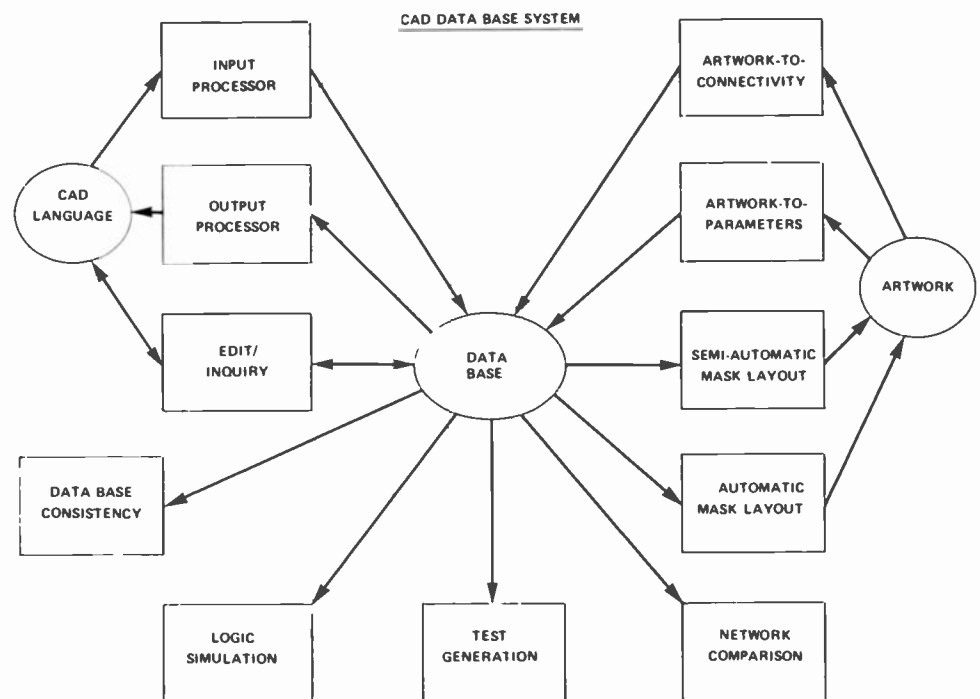 CAD DATA BASE SYSTEM
INPUT
PROCESSOR
ARTWORK-TO-
CONNECTIVITY
CAD
LANGUAGE
OUTPUT
PROCESSOR
ARTWORK-TO-
PARAMETERS
ARTWORK
EDIT/
INQUIRY
DATA
BASE
SEMI-AUTOMATIC
MASK LAYOUT
DATA BASE
CONSISTENCY
AUTOMATIC
MASK LAYOUT
LOGIC
SIMULATION
TEST
GENERATION
NETWORK
COMPARISON